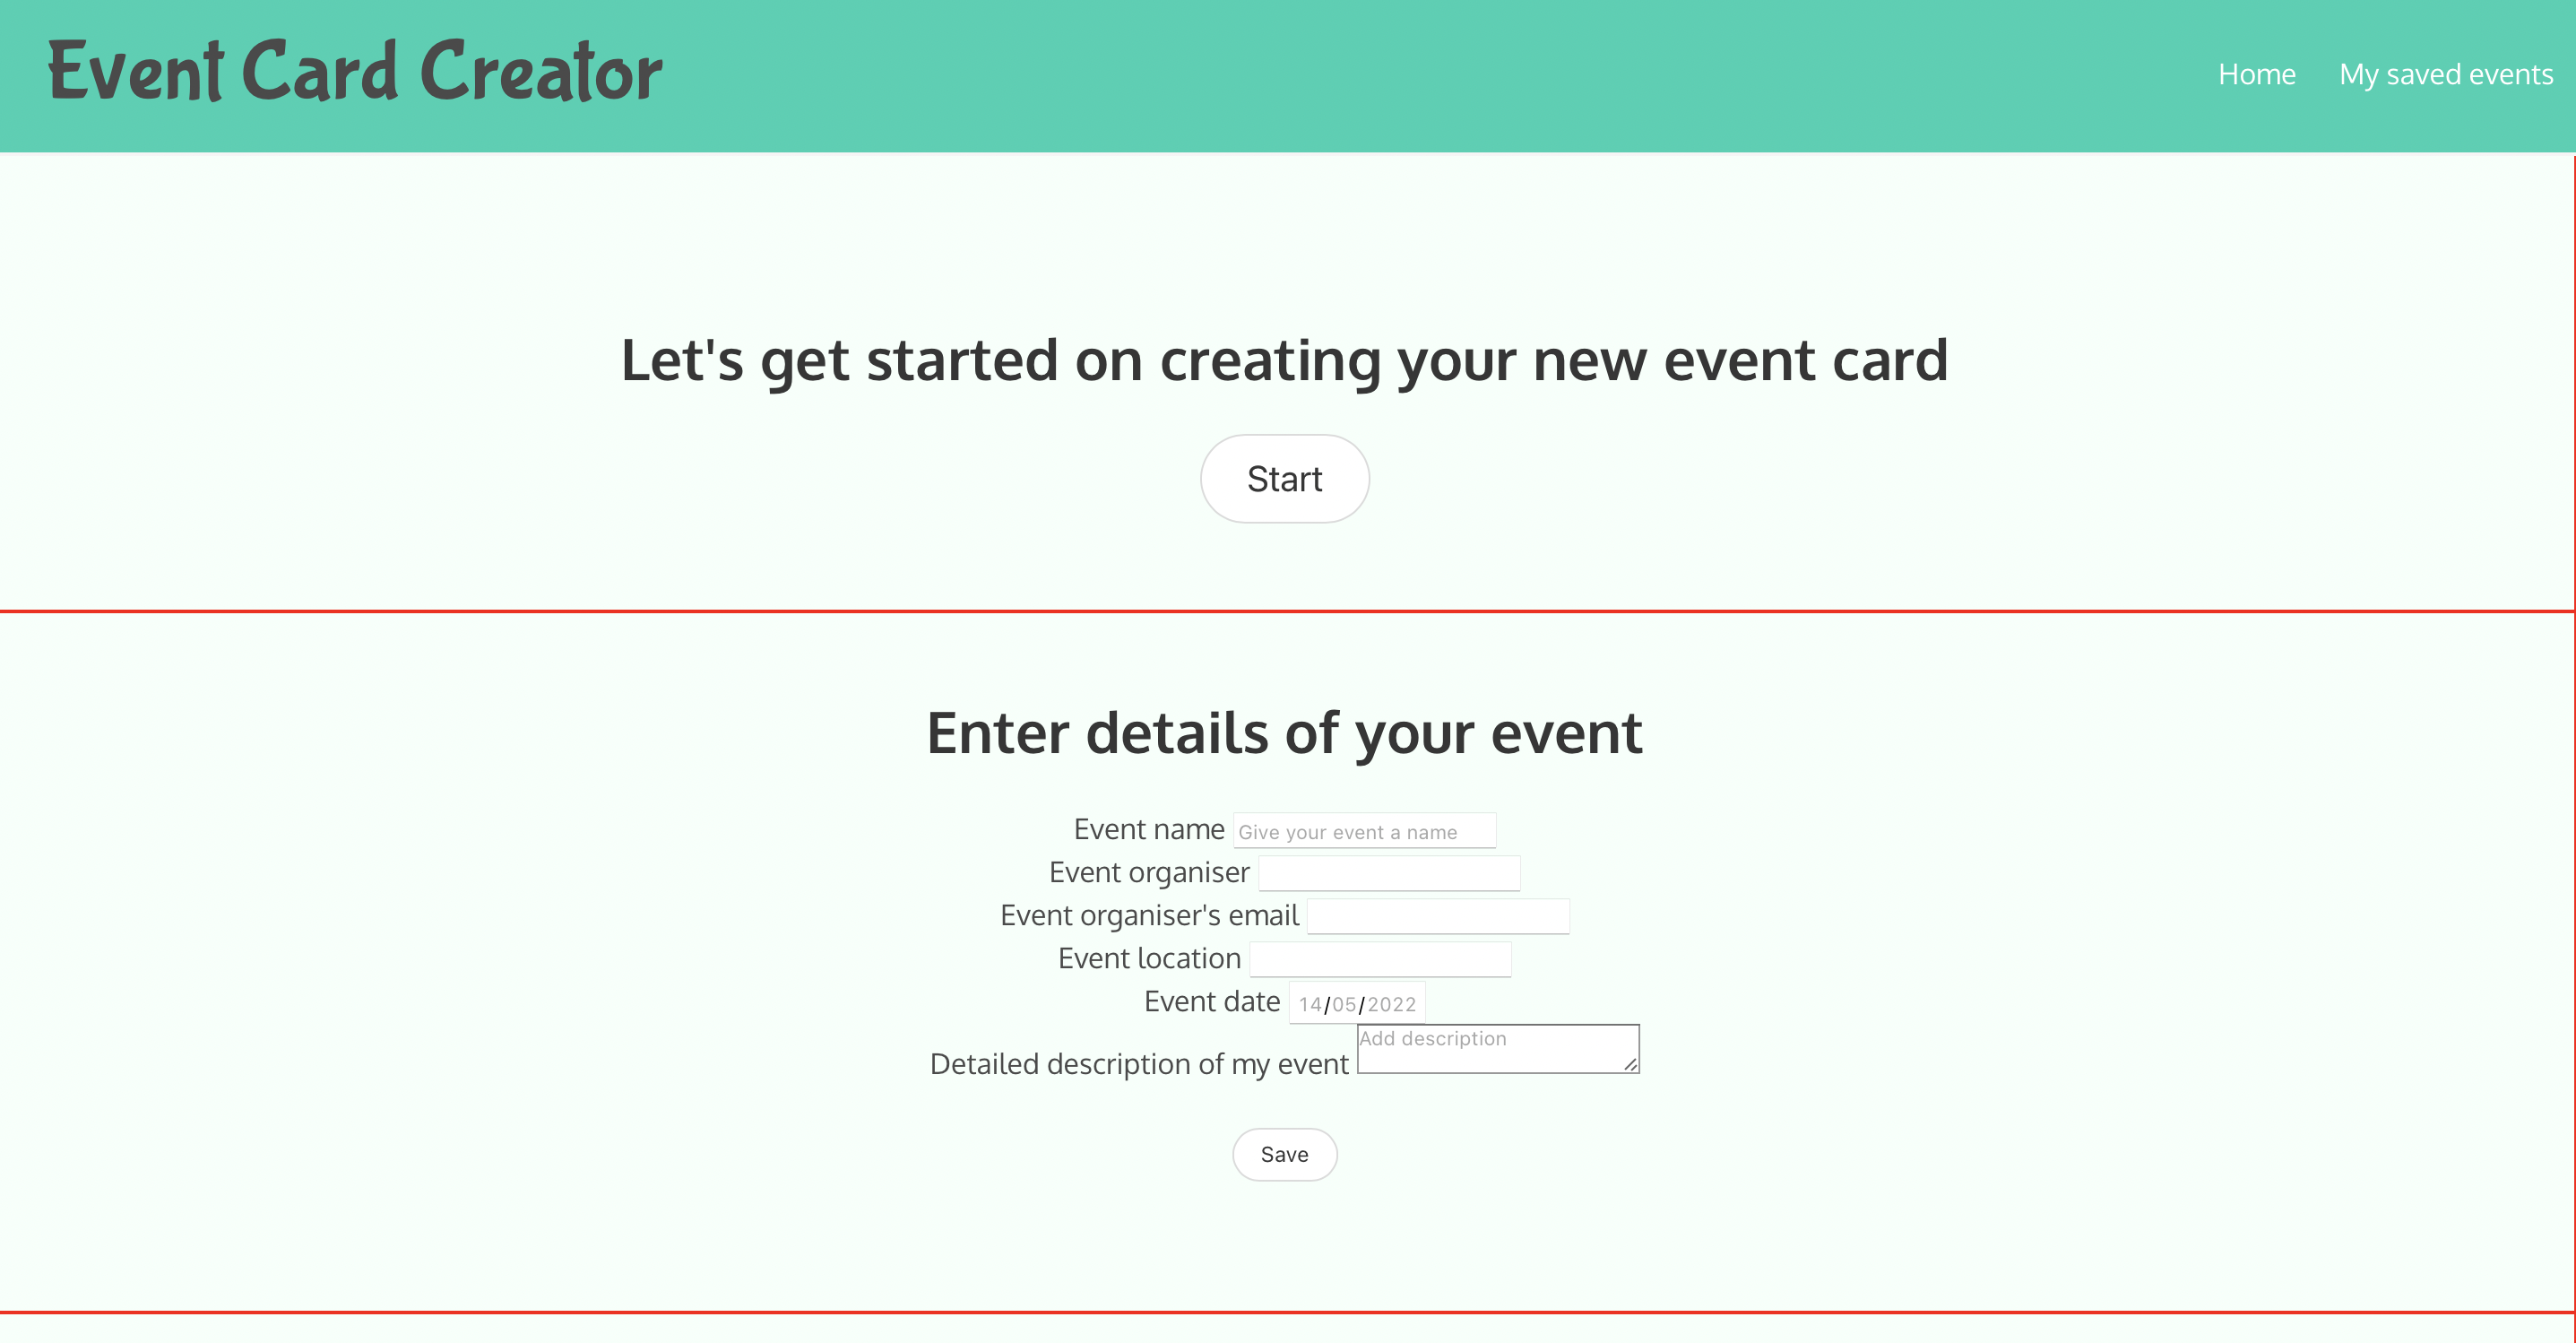 Event Card Creator
Home My saved events
Let's get started on creating your new event card
Start
Enter details of your event
Event name Give your event a name
Event organiser
Event organiser's email
Event location
Event date 14/05/2022
Detailed description of my event Add description
Save